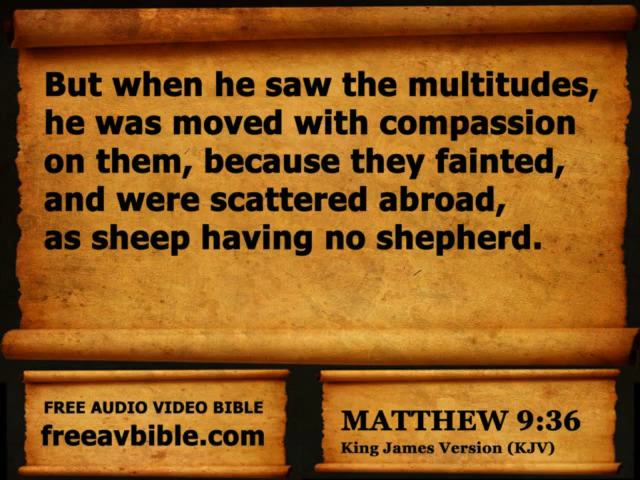 But when he saw the multitudes,
he was moved with compassion
on them, because they fainted,
and were scattered abroad,
as sheep having no shepherd.
FREE AUDIO VIDEO BIBLE
freeavbible.com
MATTHEW 9:36
King James Version (KJV)